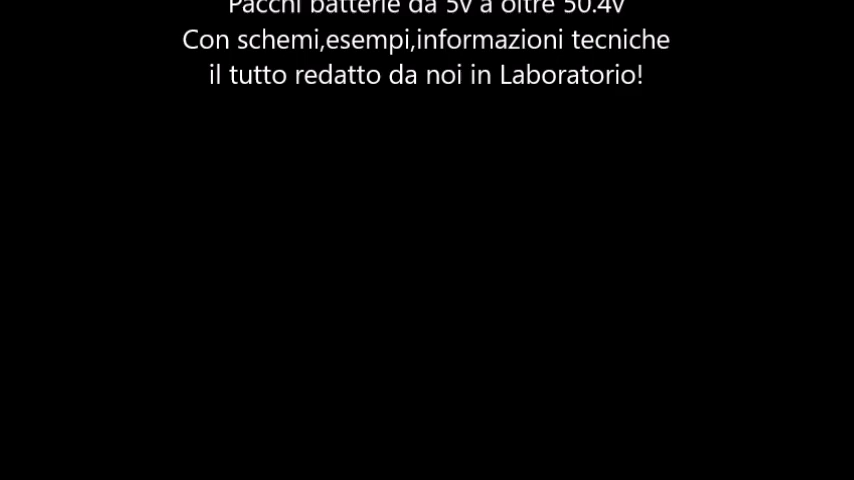 Pacchi batterie da 5v a oltre 50.4v
Con schemi,esempi,informazioni tecniche
il tutto redatto da noi in Laboratorio!